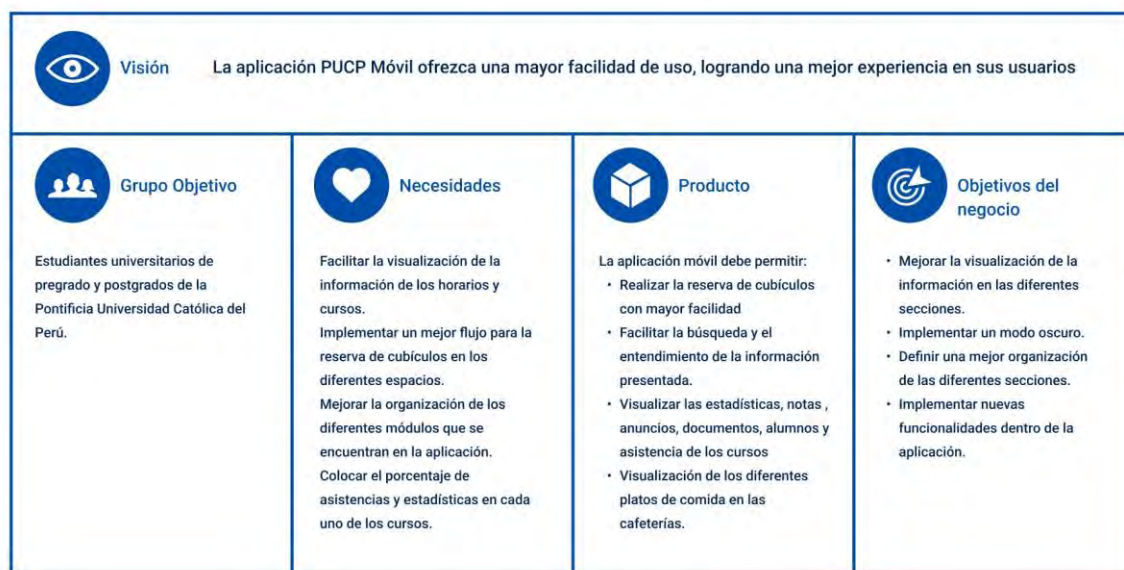 Visión
La aplicación PUCP Móvil ofrezca una mayor facilidad de uso, logrando una mejor experiencia en sus usuarios
Grupo Objetivo
Estudiantes universitarios de
pregrado y postgrados de la
Pontificia Universidad Católica del
Perú.
Necesidades
Facilitar la visualización de la
información de los horarios y
cursos.
Implementar un mejor flujo para la
reserva de cubículos en los
diferentes espacios.
Mejorar la organización de los
diferentes módulos que se
encuentran en la aplicación.
Colocar el porcentaje de
asistencias y estadísticas en cada
uno de los cursos.
Producto
La aplicación móvil debe permitir:
• Realizar la reserva de cubículos
con mayor facilidad
• Facilitar la búsqueda y el
entendimiento de la información
presentada.
• Visualizar las estadísticas, notas ,
anuncios, documentos, alumnos y
asistencia de los cursos
• Visualización de los diferentes
platos de comida en las
cafeterías.
Objetivos del
negocio
• Mejorar la visualización de la
información en las diferentes
secciones.
• Implementar un modo oscuro.
• Definir una mejor organización
de las diferentes secciones.
• Implementar nuevas
funcionalidades dentro de la
aplicación.